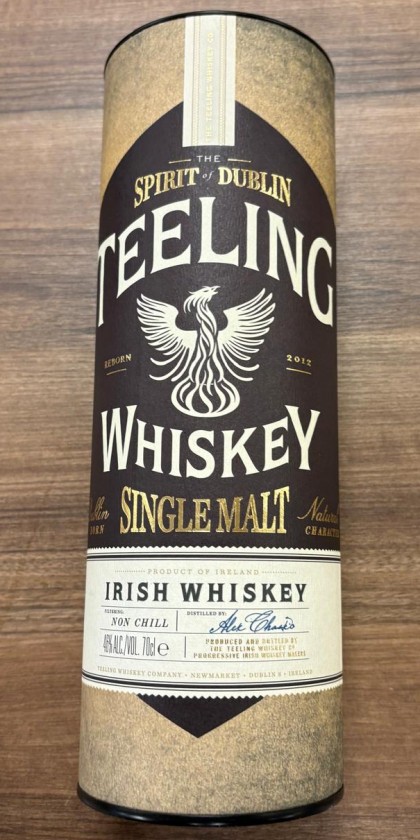 THE
SPIRIT of DUBLIN
TEELING
REBORN 2012
WHISKEY
SINGLE MALT
CHARACTER
PRODUCT OF IRELAND
IRISH WHISKEY
NON CHILL
DISTILLED BY:
46% ALC/VOL. 70cl e
PRODUCED AND BOTTLED BY
THE TEELING WHISKEY CO
PROGRESSIVE IRISH WHISKEY MAKERS
TEELING WHISKEY COMPANY • NEWMARKET • DUBLIN 8 • IRELAND